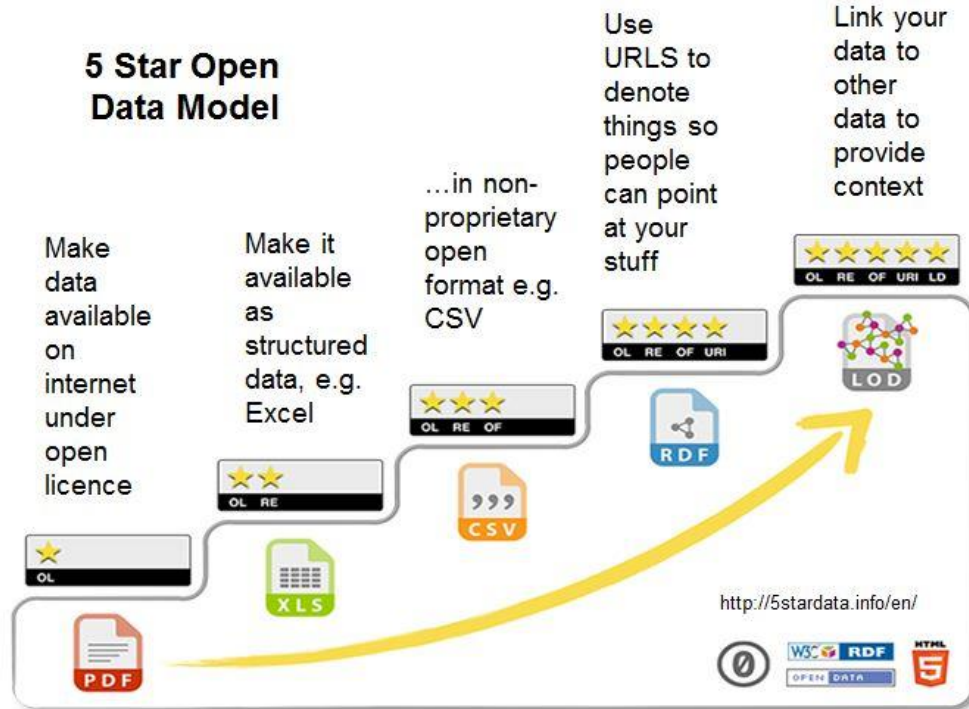 5 Star Open
Data Model
Make
data
available
on
internet
under
open
licence
OL
PDF
Make it
available
as
structured
data, e.g.
Excel
OL RE
XLS
…in non-
proprietary
open
format e.g.
CSV
OL RE OF
CSV
Use
URLS to
denote
things so
people
can point
at your
stuff
OL RE OF URI
RDF
Link your
data to
other
data to
provide
context
OL RE OF URI LD
LOD
http://5stardata.info/en/
0
W3C RDF
OPEN DATA
HTML
5